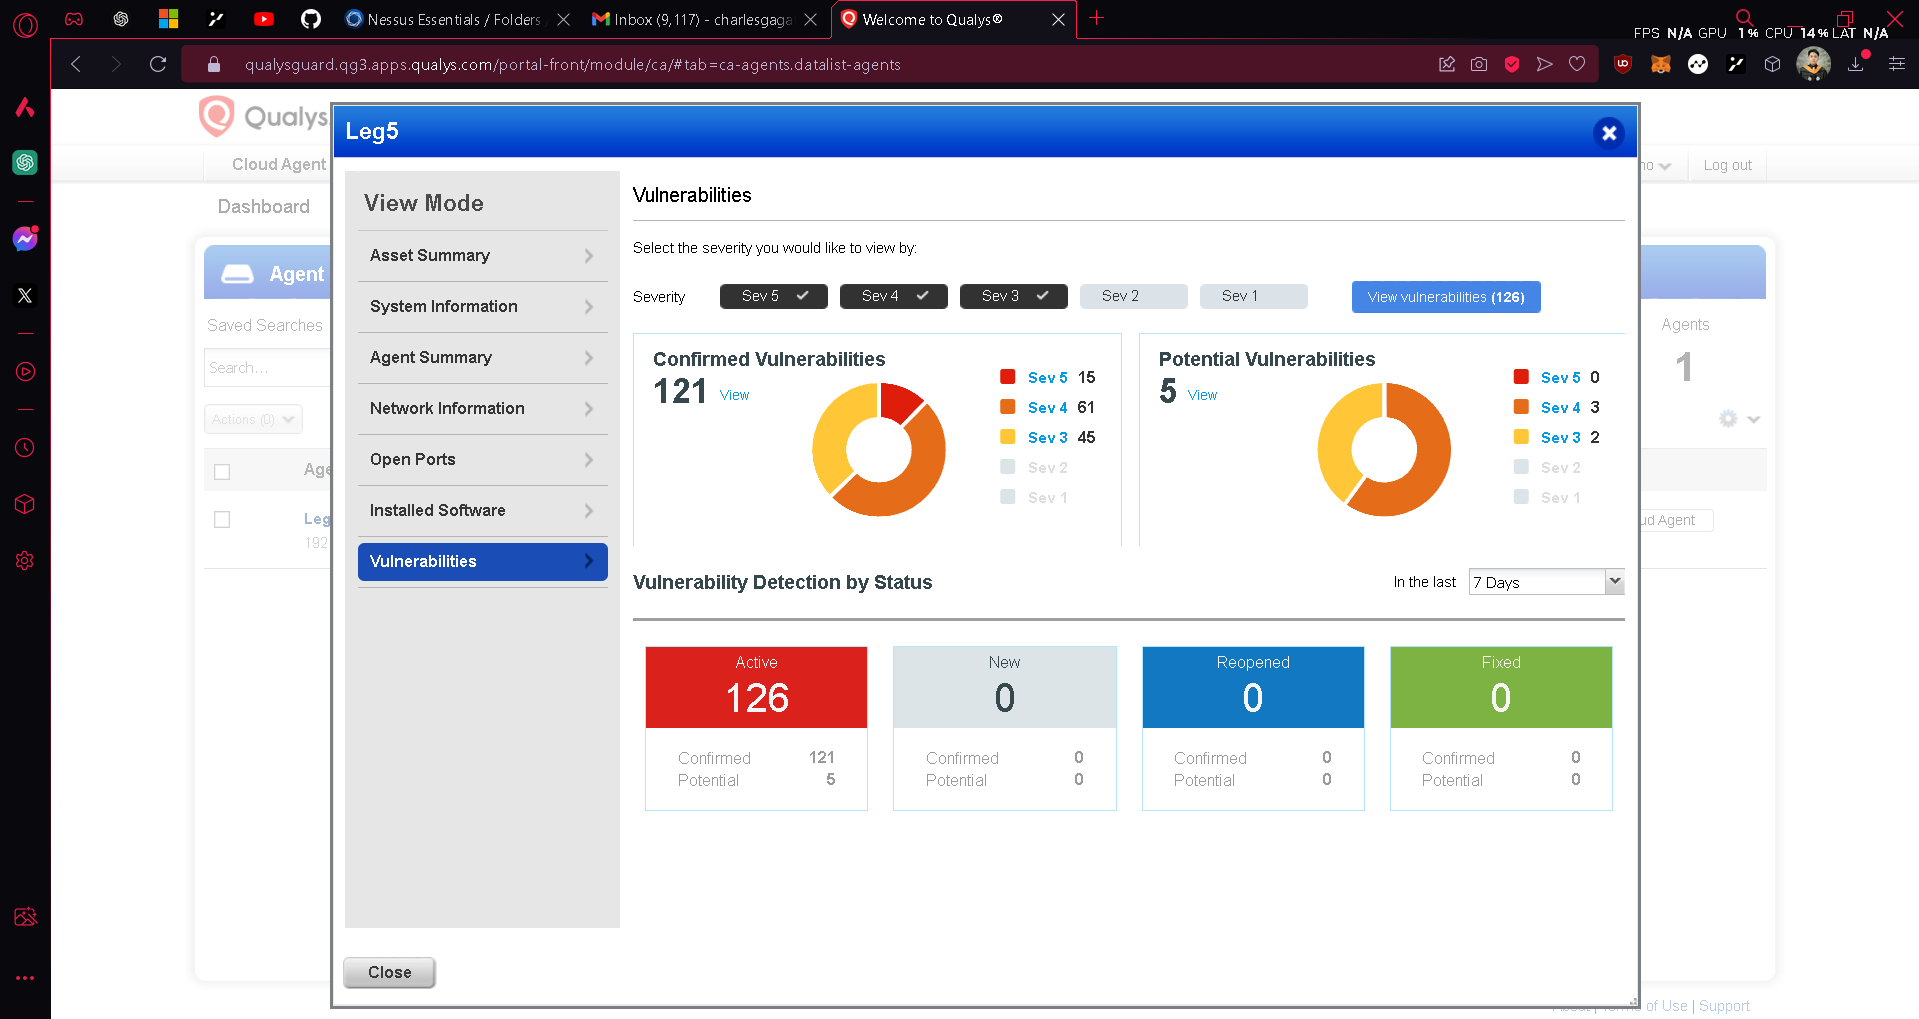 Nessus Essentials / Folders
Inbox (9,117) - charlesgaga
Welcome to Qualys®
FPS N/A GPU 1% CPU 14% LAT N/A
qualysguard.qg3.apps.qualys.com/portal-front/module/ca/#tab=ca-agents.datalist-agents
Qualys.
Cloud Agent
Log out
Dashboard
Agent
Saved Searches
Search...
Actions (0)
Age
Leg
192
Agents
1
ud Agent
Leg5
View Mode
Asset Summary
System Information
Agent Summary
Network Information
Open Ports
Installed Software
Vulnerabilities
Vulnerabilities
Select the severity you would like to view by:
Severity Sev 5 Sev 4 Sev 3 Sev 2 Sev 1 View vulnerabilities (126)
Confirmed Vulnerabilities
121 View
Sev 5 15
Sev 4 61
Sev 3 45
Sev 2
Sev 1
Potential Vulnerabilities
5 View
Sev 5 0
Sev 4 3
Sev 3 2
Sev 2
Sev 1
Vulnerability Detection by Status
In the last 7 Days
Active
126
Confirmed 121
Potential 5
New
0
Confirmed 0
Potential 0
Reopened
0
Confirmed 0
Potential 0
Fixed
0
Confirmed 0
Potential 0
Close
About | Terms of Use | Support